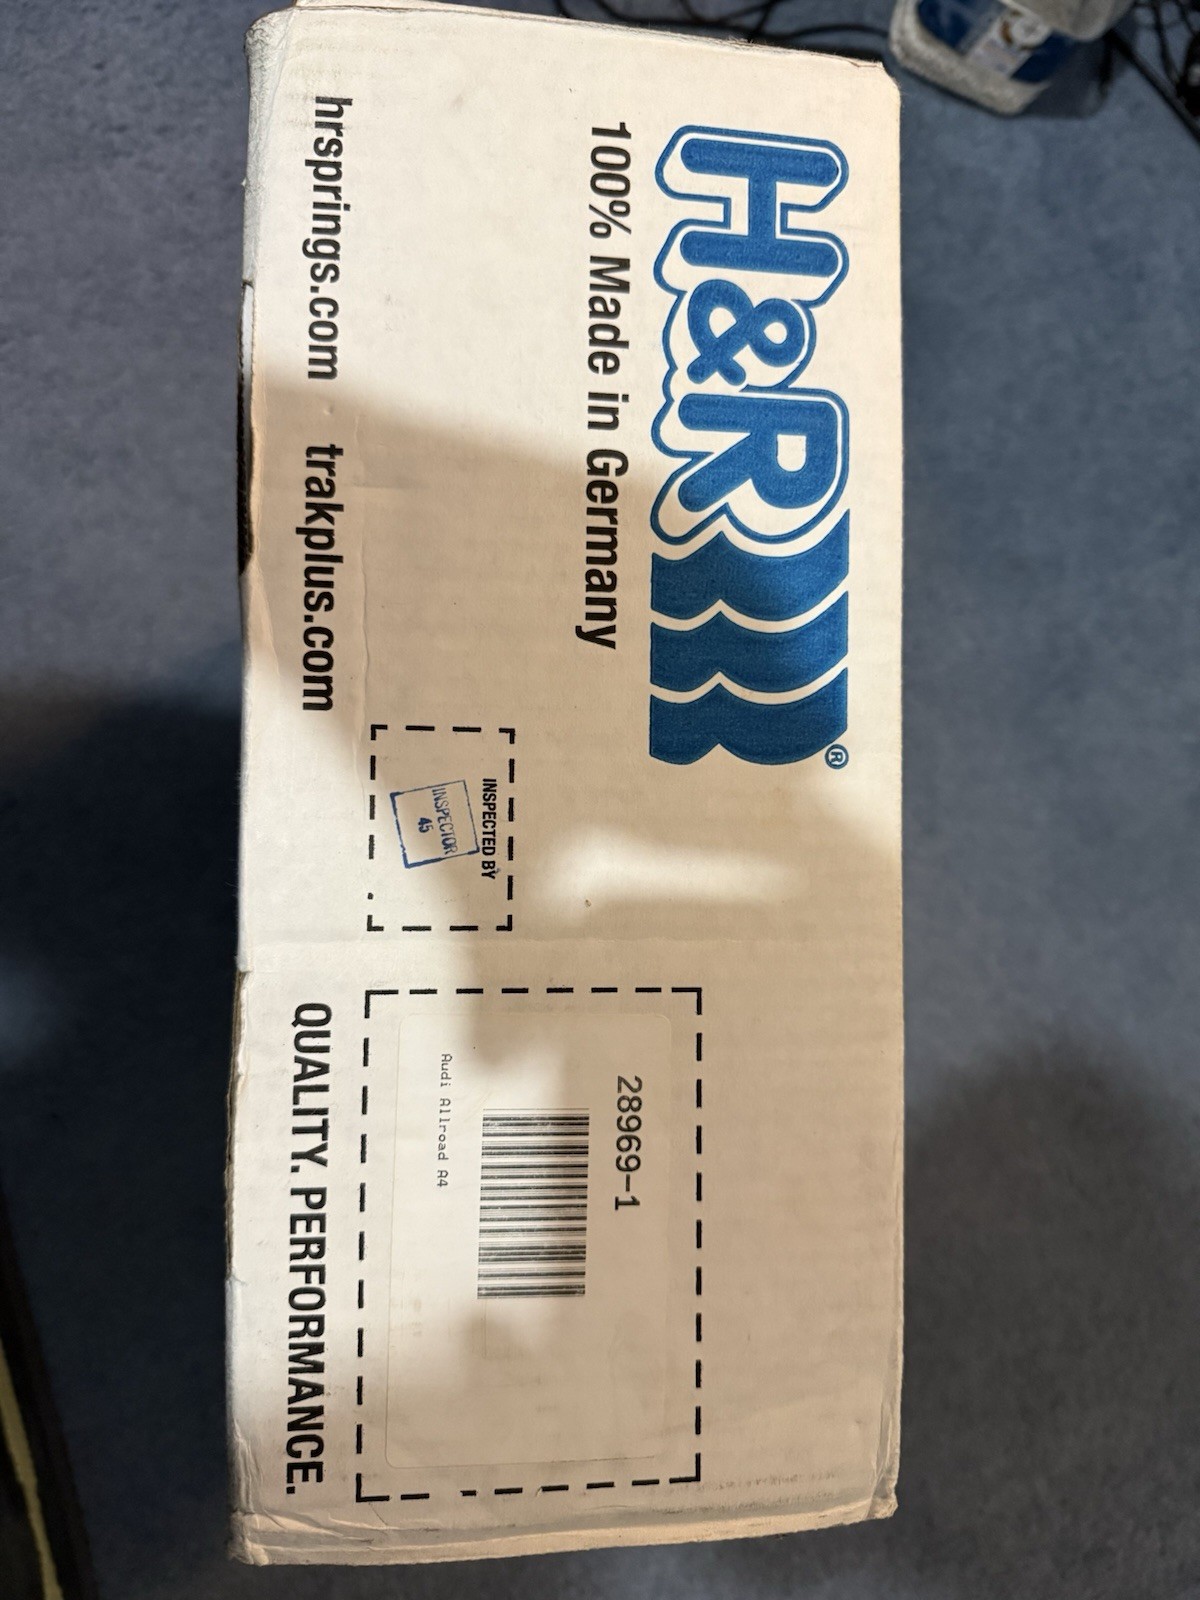 H&R®
100% Made in Germany
hrsprings.com trakplus.com
INSPECTED BY
INSPECTOR
45
28969-1
Audi Allroad A4
QUALITY. PERFORMANCE.